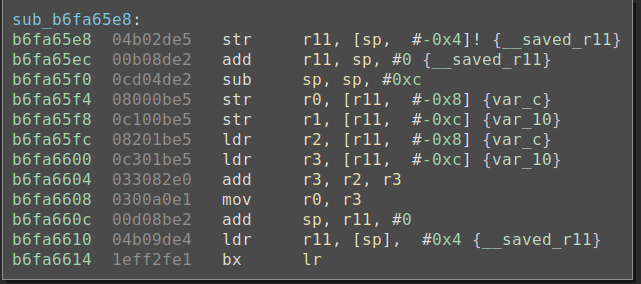 sub_b6fa65e8:
b6fa65e8 04b02de5 str r11, [sp, #-0x4]! {__saved_r11}
b6fa65ec 00b08de2 add r11, sp, #0 {__saved_r11}
b6fa65f0 0cd04de2 sub sp, sp, #0xc
b6fa65f4 08000be5 str r0, [r11, #-0x8] {var_c}
b6fa65f8 0c100be5 str r1, [r11, #-0xc] {var_10}
b6fa65fc 08201be5 ldr r2, [r11, #-0x8] {var_c}
b6fa6600 0c301be5 ldr r3, [r11, #-0xc] {var_10}
b6fa6604 033082e0 add r3, r2, r3
b6fa6608 0300a0e1 mov r0, r3
b6fa660c 00d08be2 add sp, r11, #0
b6fa6610 04b09de4 ldr r11, [sp], #0x4 {__saved_r11}
b6fa6614 1eff2fe1 bx lr